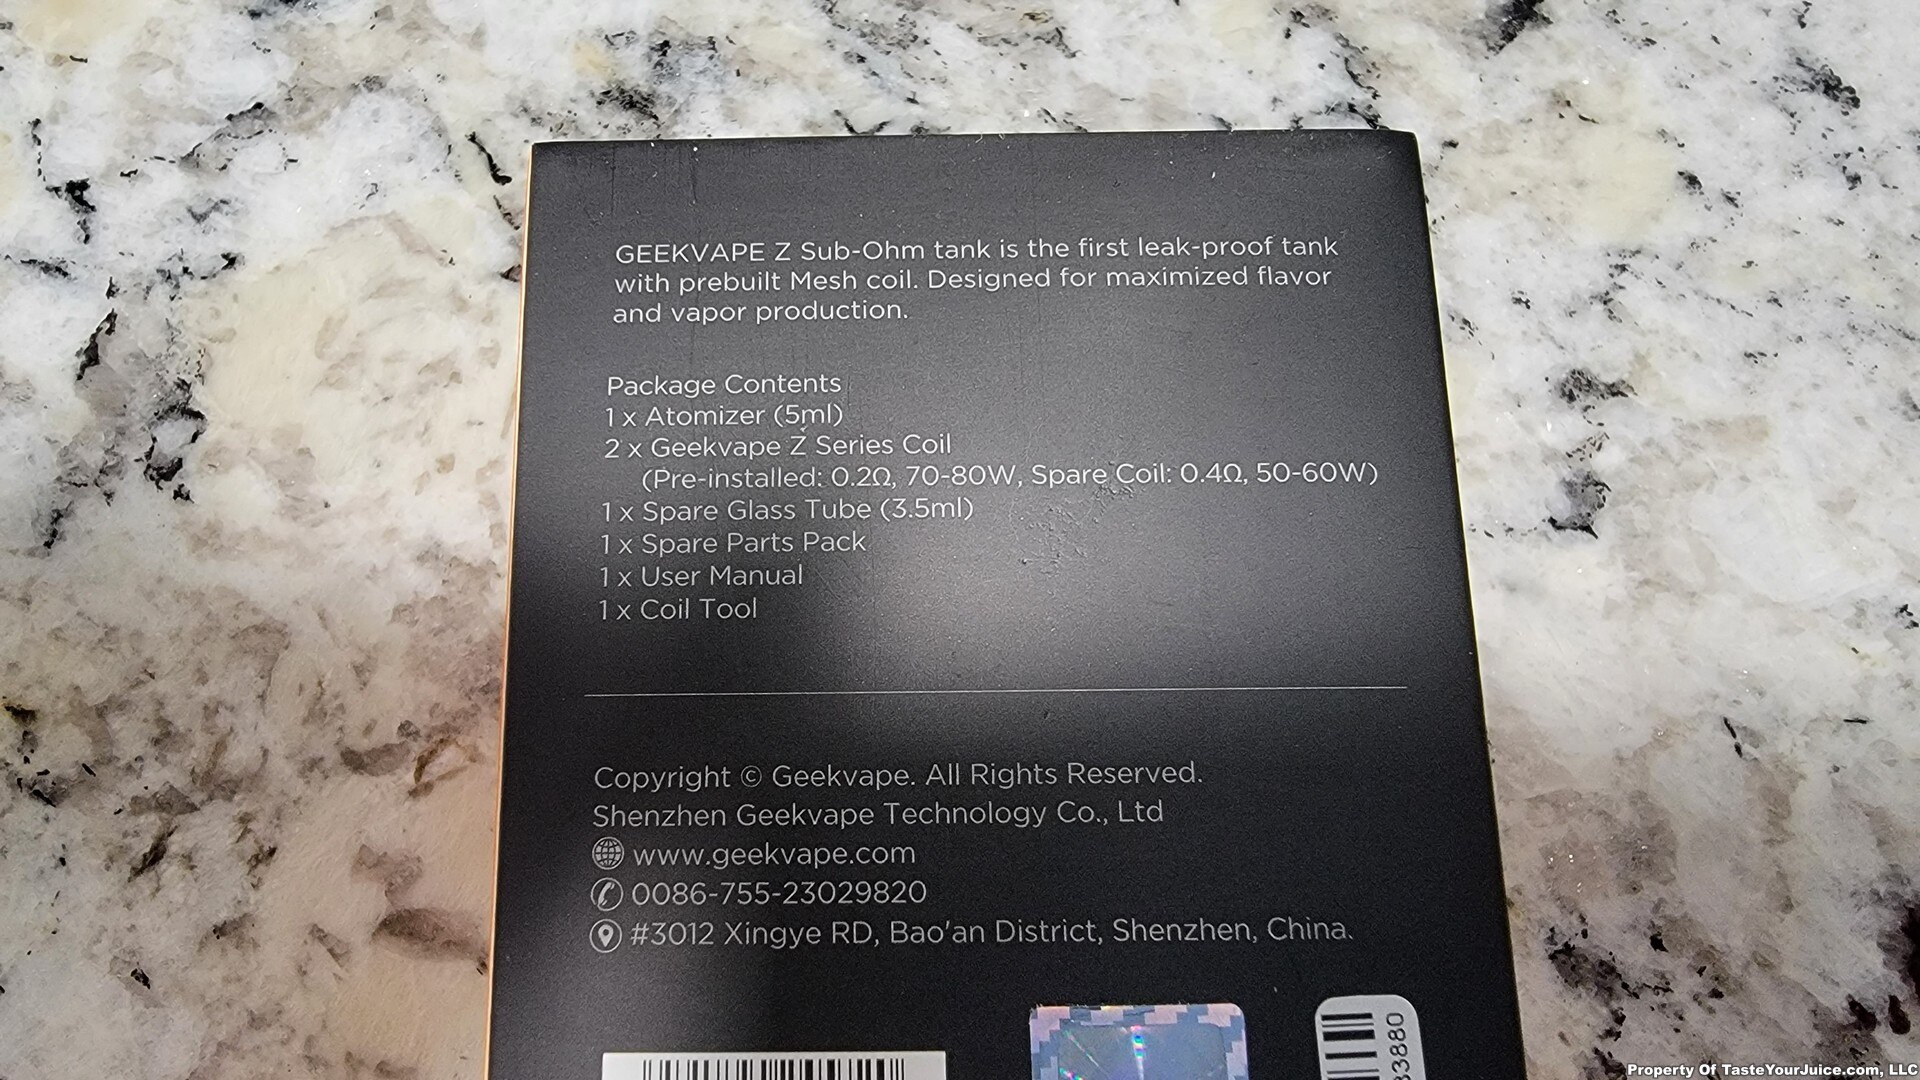 GEEKVAPE Z Sub-Ohm tank is the first leak-proof tank
with prebuilt Mesh coil. Designed for maximized flavor
and vapor production.
Package Contents
1 x Atomizer (5ml)
2 x Geekvape Z Series Coil
(Pre-installed: 0.2Ω, 70-80W, Spare Coil: 0.4Ω, 50-60W)
1 x Spare Glass Tube (3.5ml)
1 x Spare Parts Pack
1 x User Manual
1 x Coil Tool
Copyright © Geekvape. All Rights Reserved.
Shenzhen Geekvape Technology Co., Ltd
www.geekvape.com
0086-755-23029820
#3012 Xingye RD, Bao'an District, Shenzhen, China.
Property Of TasteYourJuice.com, LLC